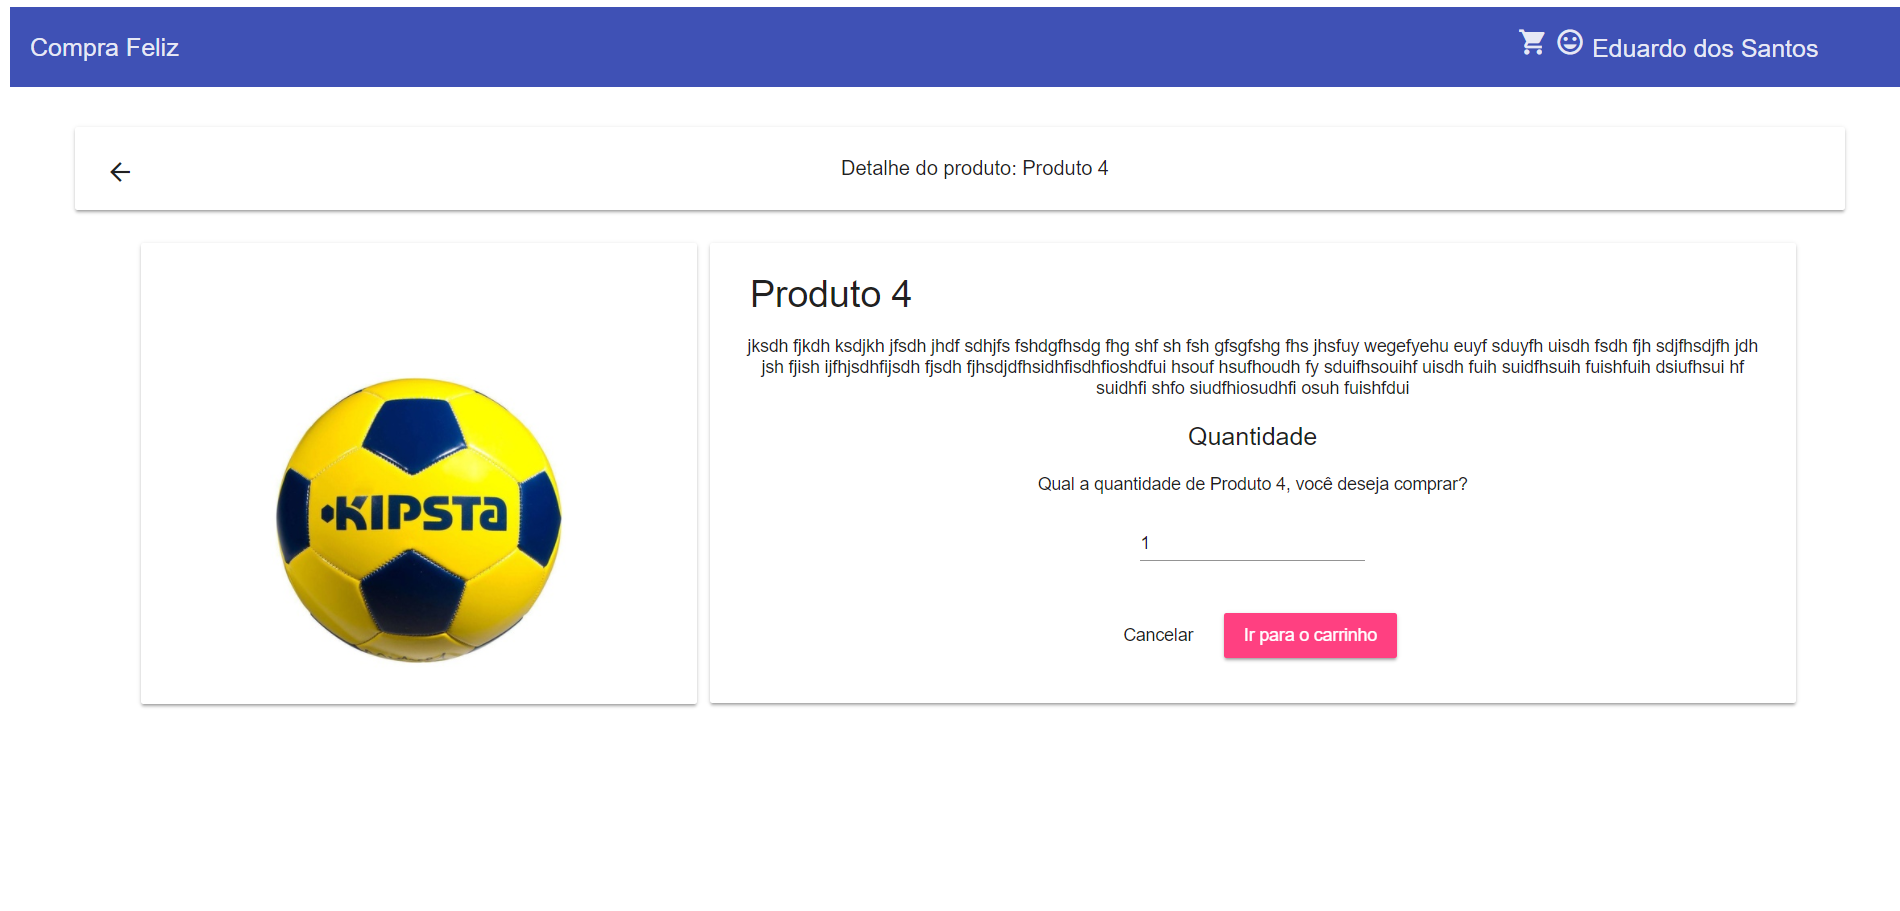 Compra Feliz
Eduardo dos Santos
Detalhe do produto: Produto 4
KIPSTA
Produto 4
jksdh fjkdh ksdjkh jfsdh jhdf sdhjfs fshdgfhsdg fhg shf sh fsh gfsgfshg fhs jhsfuy wegefyehu euyf sduyfh uisdh fsdh fjh sdjfhsdjfh jdh
jsh fjish ijfhjsdhfijsdh fjsdh fjhsdjdfhsidhfisdhfioshdfui hsouf hsufhoudh fy sduifhsouihf uisdh fuih suidfhsuih fuishfuih dsiufhsui hf
suidhfi shfo siudfhiosudhfi osuh fuishfdui
Quantidade
Qual a quantidade de Produto 4, você deseja comprar?
1
Cancelar
Ir para o carrinho